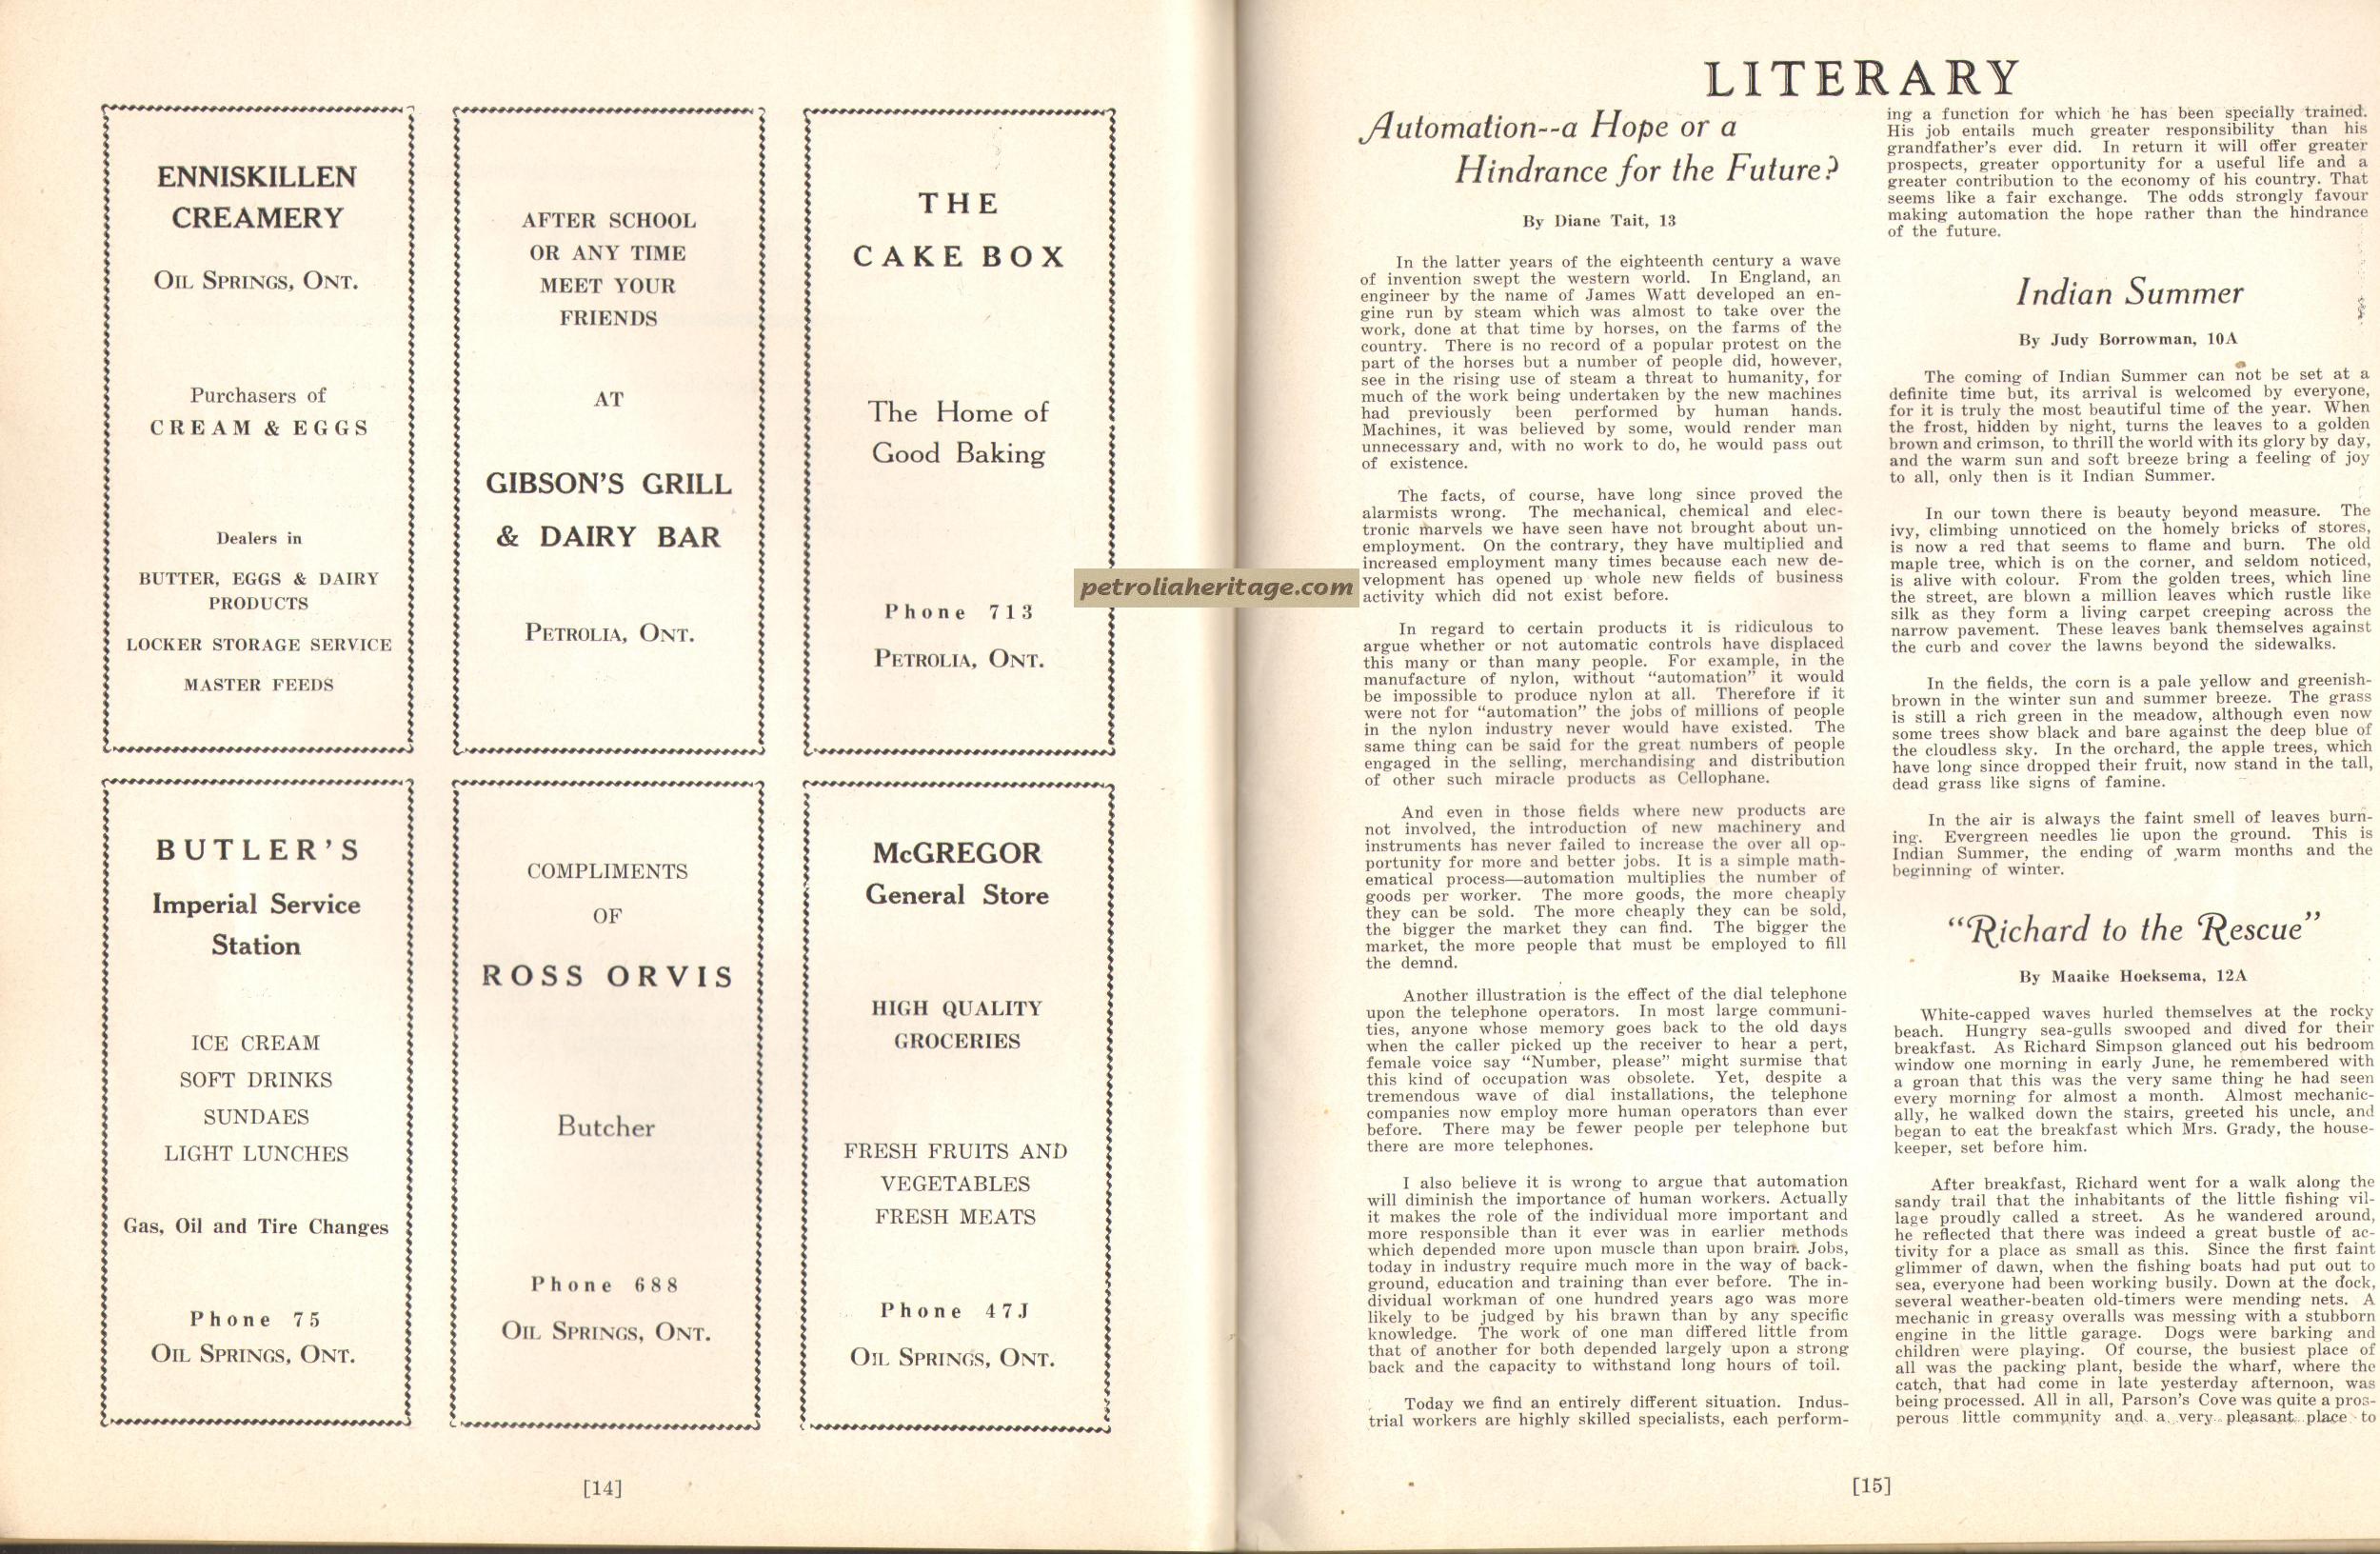 ENNISKILLEN
CREAMERY
OIL SPRINGS, ONT.
Purchasers of
CREAM & EGGS
Dealers in
BUTTER, EGGS & DAIRY
PRODUCTS
LOCKER STORAGE SERVICE
MASTER FEEDS
AFTER SCHOOL
OR ANY TIME
MEET YOUR
FRIENDS
AT
GIBSON'S GRILL
& DAIRY BAR
PETROLIA, ONT.
THE
CAKE BOX
The Home of
Good Baking
Phone 713
PETROLIA, ONT.
BUTLER'S
Imperial Service
Station
ICE CREAM
SOFT DRINKS
SUNDAES
LIGHT LUNCHES
Gas, Oil and Tire Changes
Phone 75
OIL SPRINGS, ONT.
COMPLIMENTS
OF
ROSS ORVIS
Butcher
Phone 688
OIL SPRINGS, ONT.
McGREGOR
General Store
HIGH QUALITY
GROCERIES
FRESH FRUITS AND
VEGETABLES
FRESH MEATS
Phone 47J
OIL SPRINGS, ONT.
[14]
petroliaheritage.com
LITERARY
Automation--a Hope or a
Hindrance for the Future?
By Diane Tait, 13
In the latter years of the eighteenth century a wave
of invention swept the western world. In England, an
engineer by the name of James Watt developed an en-
gine run by steam which was almost to take over the
work, done at that time by horses, on the farms of the
country. There is no record of a popular protest on the
part of the horses but a number of people did, however,
see in the rising use of steam a threat to humanity, for
much of the work being undertaken by the new machines
had previously been performed by human hands.
Machines, it was believed by some, would render man
unnecessary and, with no work to do, he would pass out
of existence.
The facts, of course, have long since proved the
alarmists wrong. The mechanical, chemical and elec-
tronic marvels we have seen have not brought about un-
employment. On the contrary, they have multiplied and
increased employment many times because each new de-
velopment has opened up whole new fields of business
activity which did not exist before.
In regard to certain products it is ridiculous to
argue whether or not automatic controls have displaced
this many or than many people. For example, in the
manufacture of nylon, without "automation" it would
be impossible to produce nylon at all. Therefore if it
were not for "automation" the jobs of millions of people
in the nylon industry never would have existed. The
same thing can be said for the great numbers of people
engaged in the selling, merchandising and distribution
of other such miracle products as Cellophane.
And even in those fields where new products are
not involved, the introduction of new machinery and
instruments has never failed to increase the over all op-
portunity for more and better jobs. It is a simple math-
ematical process—automation multiplies the number of
goods per worker. The more goods, the more cheaply
they can be sold. The more cheaply they can be sold,
the bigger the market they can find. The bigger the
market, the more people that must be employed to fill
the demnd.
Another illustration is the effect of the dial telephone
upon the telephone operators. In most large communi-
ties, anyone whose memory goes back to the old days
when the caller picked up the receiver to hear a pert,
female voice say "Number, please" might surmise that
this kind of occupation was obsolete. Yet, despite a
tremendous wave of dial installations, the telephone
companies now employ more human operators than ever
before. There may be fewer people per telephone but
there are more telephones.
I also believe it is wrong to argue that automation
will diminish the importance of human workers. Actually
it makes the role of the individual more important and
more responsible than it ever was in earlier methods
which depended more upon muscle than upon brain. Jobs,
today in industry require much more in the way of back-
ground, education and training than ever before. The in-
dividual workman of one hundred years ago was more
likely to be judged by his brawn than by any specific
knowledge. The work of one man differed little from
that of another for both depended largely upon a strong
back and the capacity to withstand long hours of toil.
Today we find an entirely different situation. Indus-
trial workers are highly skilled specialists, each perform-
ing a function for which he has been specially trained.
His job entails much greater responsibility than his
grandfather's ever did. In return it will offer greater
prospects, greater opportunity for a useful life and a
greater contribution to the economy of his country. That
seems like a fair exchange. The odds strongly favour
making automation the hope rather than the hindrance
of the future.
Indian Summer
By Judy Borrowman, 10A
The coming of Indian Summer can not be set at a
definite time but, its arrival is welcomed by everyone,
for it is truly the most beautiful time of the year. When
the frost, hidden by night, turns the leaves to a golden
brown and crimson, to thrill the world with its glory by day,
and the warm sun and soft breeze bring a feeling of joy
to all, only then is it Indian Summer.
In our town there is beauty beyond measure. The
ivy, climbing unnoticed on the homely bricks of stores,
is now a red that seems to flame and burn. The old
maple tree, which is on the corner, and seldom noticed,
is alive with colour. From the golden trees, which line
the street, are blown a million leaves which rustle like
silk as they form a living carpet creeping across the
narrow pavement. These leaves bank themselves against
the curb and cover the lawns beyond the sidewalks.
In the fields, the corn is a pale yellow and greenish-
brown in the winter sun and summer breeze. The grass
is still a rich green in the meadow, although even now
some trees show black and bare against the deep blue of
the cloudless sky. In the orchard, the apple trees, which
have long since dropped their fruit, now stand in the tall,
dead grass like signs of famine.
In the air is always the faint smell of leaves burn-
ing. Evergreen needles lie upon the ground. This is
Indian Summer, the ending of warm months and the
beginning of winter.
"Richard to the Rescue"
By Maaike Hoeksema, 12A
White-capped waves hurled themselves at the rocky
beach. Hungry sea-gulls swooped and dived for their
breakfast. As Richard Simpson glanced out his bedroom
window one morning in early June, he remembered with
a groan that this was the very same thing he had seen
every morning for almost a month. Almost mechanic-
ally, he walked down the stairs, greeted his uncle, and
began to eat the breakfast which Mrs. Grady, the house-
keeper, set before him.
After breakfast, Richard went for a walk along the
sandy trail that the inhabitants of the little fishing vil-
lage proudly called a street. As he wandered around,
he reflected that there was indeed a great bustle of ac-
tivity for a place as small as this. Since the first faint
glimmer of dawn, when the fishing boats had put out to
sea, everyone had been working busily. Down at the dock,
several weather-beaten old-timers were mending nets. A
mechanic in greasy overalls was messing with a stubborn
engine in the little garage. Dogs were barking and
children were playing. Of course, the busiest place of
all was the packing plant, beside the wharf, where the
catch, that had come in late yesterday afternoon, was
being processed. All in all, Parson's Cove was quite a pros-
perous little community and a very pleasant place to
[15]